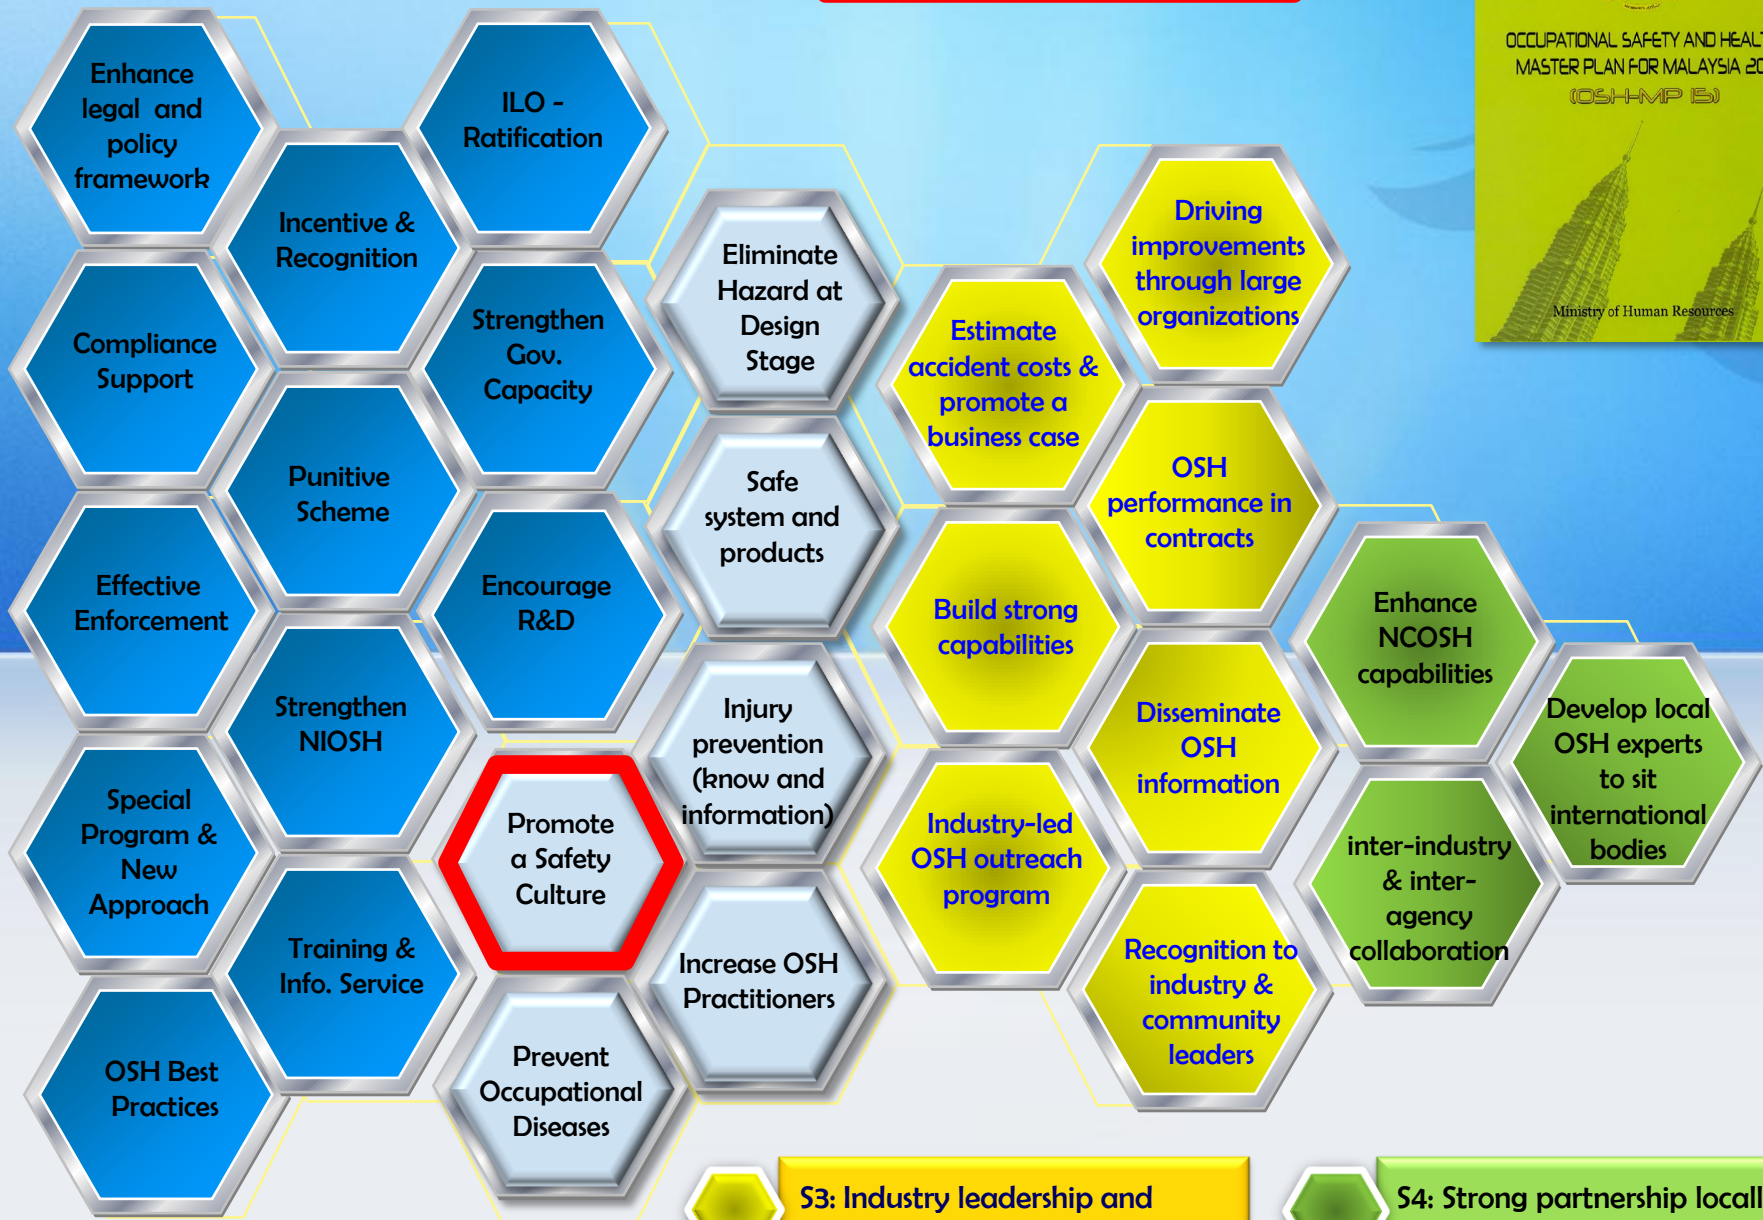 Enhance
legal and
policy
framework
ILO -
Ratification
Incentive &
Recognition
Compliance
Support
Strengthen
Gov.
Capacity
Punitive
Scheme
Effective
Enforcement
Encourage
R&D
Strengthen
NIOSH
Special
Program &
New
Approach
Training &
Info. Service
OSH Best
Practices
Eliminate
Hazard at
Design
Stage
Safe
system and
products
Injury
prevention
(know and
information)
Promote
a Safety
Culture
Increase OSH
Practitioners
Prevent
Occupational
Diseases
Driving
improvements
through large
organizations
Estimate
accident costs &
promote a
business case
OSH
performance in
contracts
Build strong
capabilities
Disseminate
OSH
information
Industry-led
OSH outreach
program
Recognition to
industry &
community
leaders
Enhance
NCOSH
capabilities
Develop local
OSH experts
to sit
international
bodies
inter-industry
& inter-
agency
collaboration
OCCUPATIONAL SAFETY AND HEALT
MASTER PLAN FOR MALAYSIA 20
(OSH-MP 15)
Ministry of Human Resources
S3: Industry leadership and
S4: Strong partnership locall